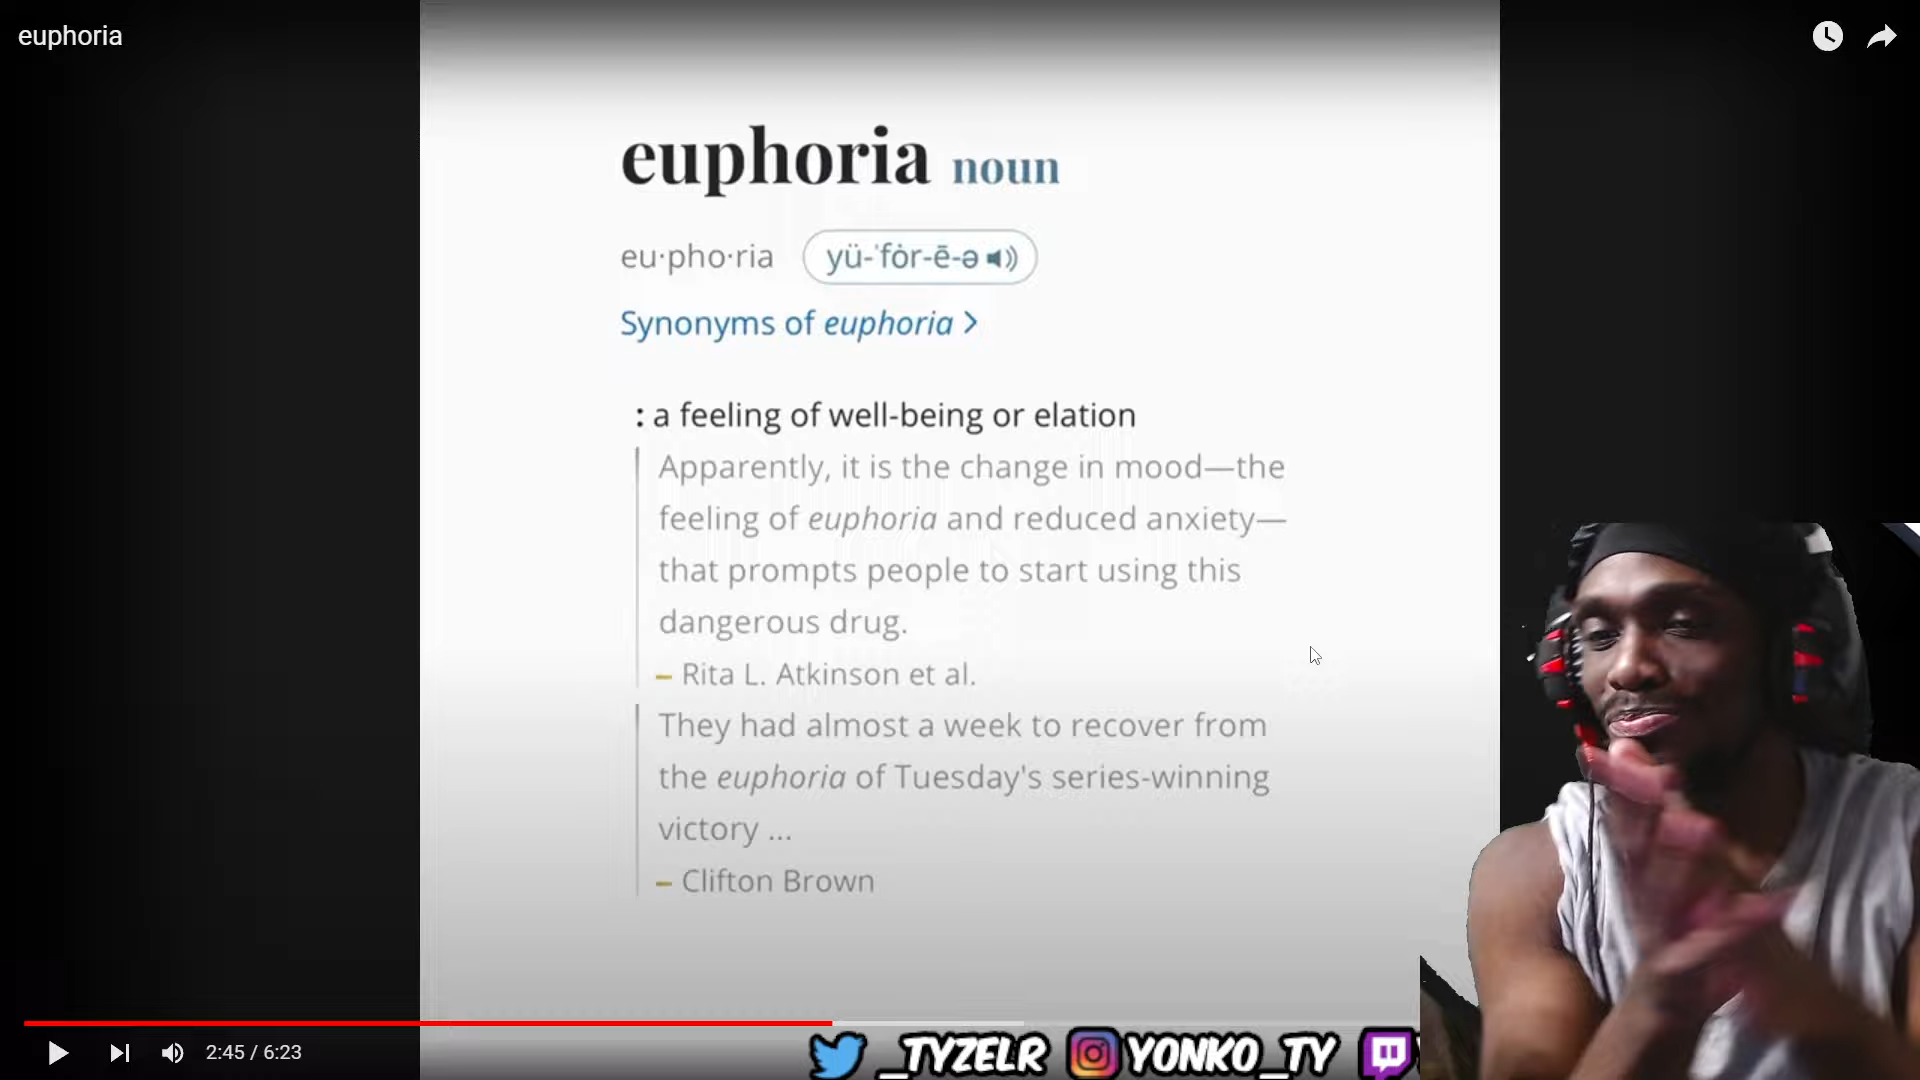 euphoria
euphoria noun
eu·pho·ria yü-ˈfȯr-ē-ə
Synonyms of euphoria >
: a feeling of well-being or elation
Apparently, it is the change in mood—the
feeling of euphoria and reduced anxiety—
that prompts people to start using this
dangerous drug.
– Rita L. Atkinson et al.
They had almost a week to recover from
the euphoria of Tuesday's series-winning
victory ...
– Clifton Brown
2:45 / 6:23
_TYZELR YONKO_TY